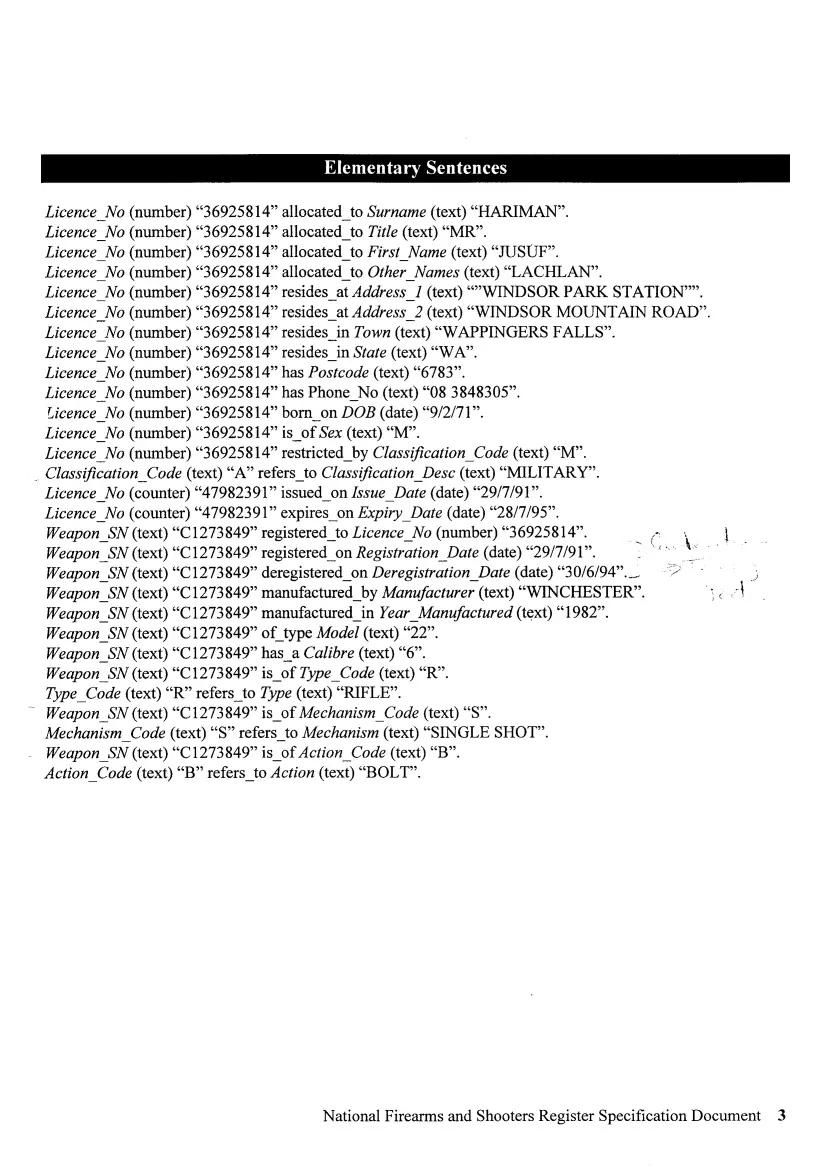 Elementary Sentences
Licence_No (number) “36925814” allocated_to Surname (text) “HARIMAN”.
Licence_No (number) “36925814” allocated_to Title (text) “MR”.
Licence_No (number) “36925814” allocated_to First_Name (text) “JUSUF”.
Licence_No (number) “36925814” allocated_to Other_Names (text) “LACHLAN”.
Licence_No (number) “36925814” resides_at Address_1 (text) “”WINDSOR PARK STATION””.
Licence_No (number) “36925814” resides_at Address_2 (text) “WINDSOR MOUNTAIN ROAD”.
Licence_No (number) “36925814” resides_in Town (text) “WAPPINGERS FALLS”.
Licence_No (number) “36925814” resides_in State (text) “WA”.
Licence_No (number) “36925814” has Postcode (text) “6783”.
Licence_No (number) “36925814” has Phone_No (text) “08 3848305”.
Licence_No (number) “36925814” born_on DOB (date) “9/2/71”.
Licence_No (number) “36925814” is_of Sex (text) “M”.
Licence_No (number) “36925814” restricted_by Classification_Code (text) “M”.
Classification_Code (text) “A” refers_to Classification_Desc (text) “MILITARY”.
Licence_No (counter) “47982391” issued_on Issue_Date (date) “29/7/91”.
Licence_No (counter) “47982391” expires_on Expiry_Date (date) “28/7/95”.
Weapon_SN (text) “C1273849” registered_to Licence_No (number) “36925814”.
Weapon_SN (text) “C1273849” registered_on Registration_Date (date) “29/7/91”.
Weapon_SN (text) “C1273849” deregistered_on Deregistration_Date (date) “30/6/94”.
Weapon_SN (text) “C1273849” manufactured_by Manufacturer (text) “WINCHESTER”.
Weapon_SN (text) “C1273849” manufactured_in Year_Manufactured (text) “1982”.
Weapon_SN (text) “C1273849” of_type Model (text) “22”.
Weapon_SN (text) “C1273849” has_a Calibre (text) “6”.
Weapon_SN (text) “C1273849” is_of Type_Code (text) “R”.
Type_Code (text) “R” refers_to Type (text) “RIFLE”.
Weapon_SN (text) “C1273849” is_of Mechanism_Code (text) “S”.
Mechanism_Code (text) “S” refers_to Mechanism (text) “SINGLE SHOT”.
Weapon_SN (text) “C1273849” is_of Action_Code (text) “B”.
Action_Code (text) “B” refers_to Action (text) “BOLT”.
National Firearms and Shooters Register Specification Document 3